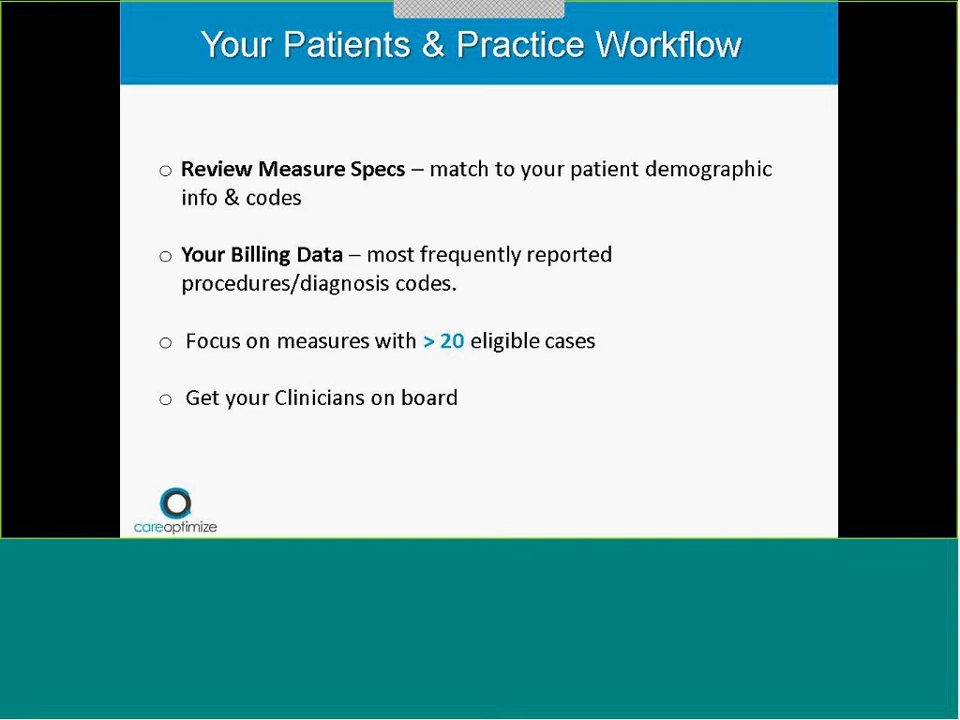 Your Patients & Practice Workflow
o Review Measure Specs – match to your patient demographic
info & codes
o Your Billing Data – most frequently reported
procedures/diagnosis codes.
o Focus on measures with > 20 eligible cases
o Get your Clinicians on board
careoptimize